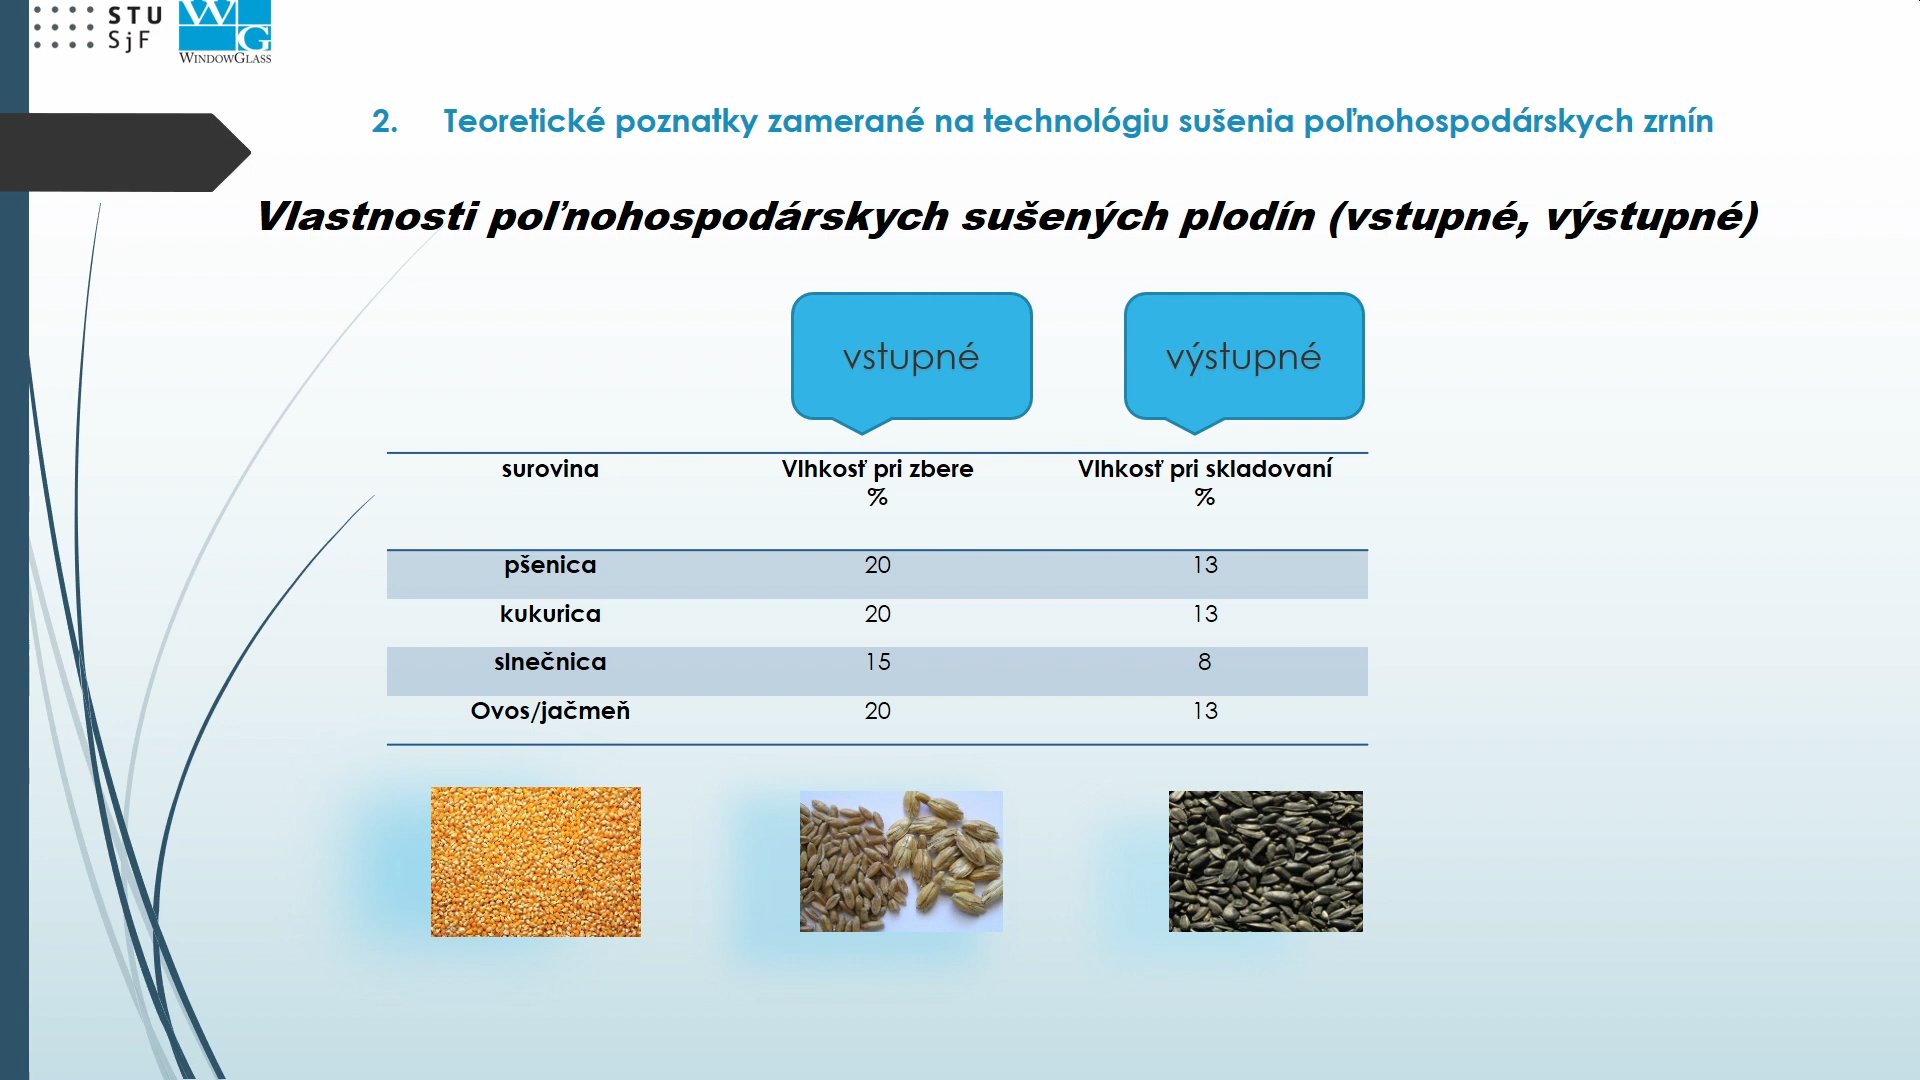 STU
SjF
WG
WINDOWGLASS
2. Teoretické poznatky zamerané na technológiu sušenia poľnohospodárskych zrnín
Vlastnosti poľnohospodárskych sušených plodín (vstupné, výstupné)
vstupné výstupné
surovina Vlhkosť pri zbere Vlhkosť pri skladovaní
% %
pšenica 20 13
kukurica 20 13
slnečnica 15 8
Ovos/jačmeň 20 13